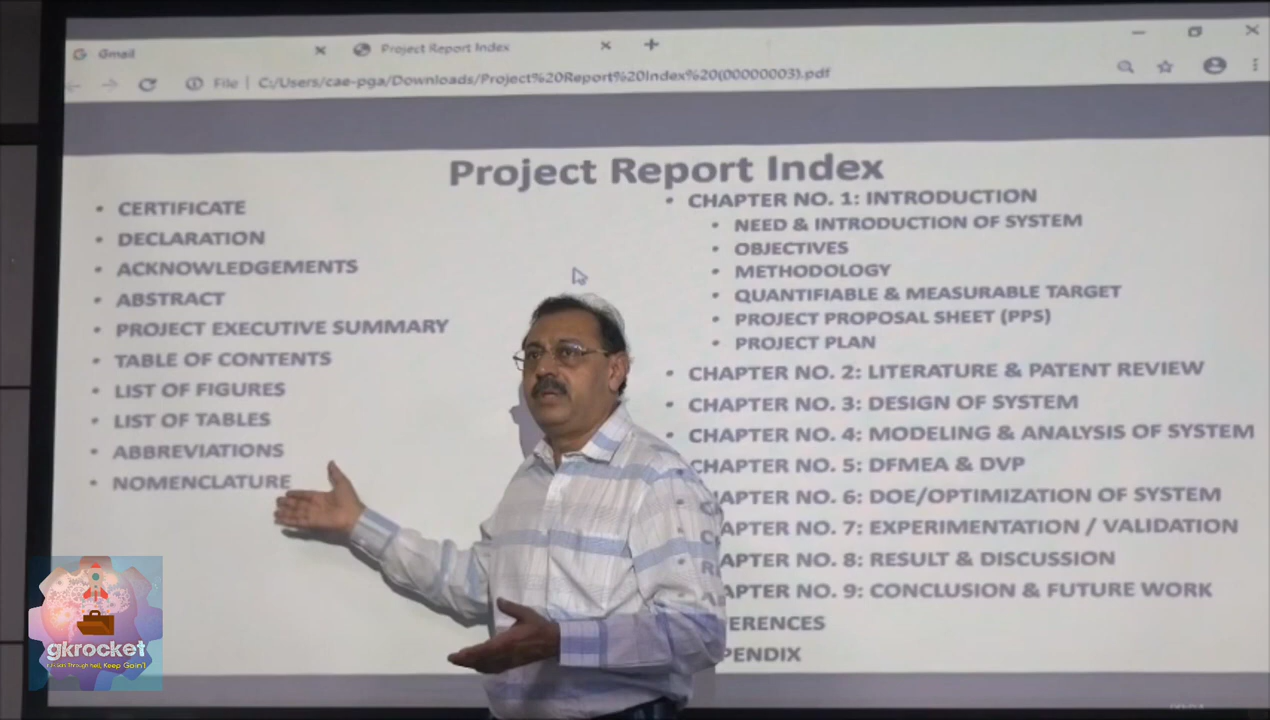 Gmail
Project Report Index
File | C:/Users/cae-pga/Downloads/Project%20Report%20Index%20(00000003).pdf
Project Report Index
• CERTIFICATE
• DECLARATION
• ACKNOWLEDGEMENTS
• ABSTRACT
• PROJECT EXECUTIVE SUMMARY
• TABLE OF CONTENTS
• LIST OF FIGURES
• LIST OF TABLES
• ABBREVIATIONS
• NOMENCLATURE
• CHAPTER NO. 1: INTRODUCTION
• NEED & INTRODUCTION OF SYSTEM
• OBJECTIVES
• METHODOLOGY
• QUANTIFIABLE & MEASURABLE TARGET
• PROJECT PROPOSAL SHEET (PPS)
• PROJECT PLAN
• CHAPTER NO. 2: LITERATURE & PATENT REVIEW
• CHAPTER NO. 3: DESIGN OF SYSTEM
• CHAPTER NO. 4: MODELING & ANALYSIS OF SYSTEM
CHAPTER NO. 5: DFMEA & DVP
HAPTER NO. 6: DOE/OPTIMIZATION OF SYSTEM
APTER NO. 7: EXPERIMENTATION / VALIDATION
APTER NO. 8: RESULT & DISCUSSION
APTER NO. 9: CONCLUSION & FUTURE WORK
ERENCES
PENDIX
gkrocket
Through hell, Keep Goin'!